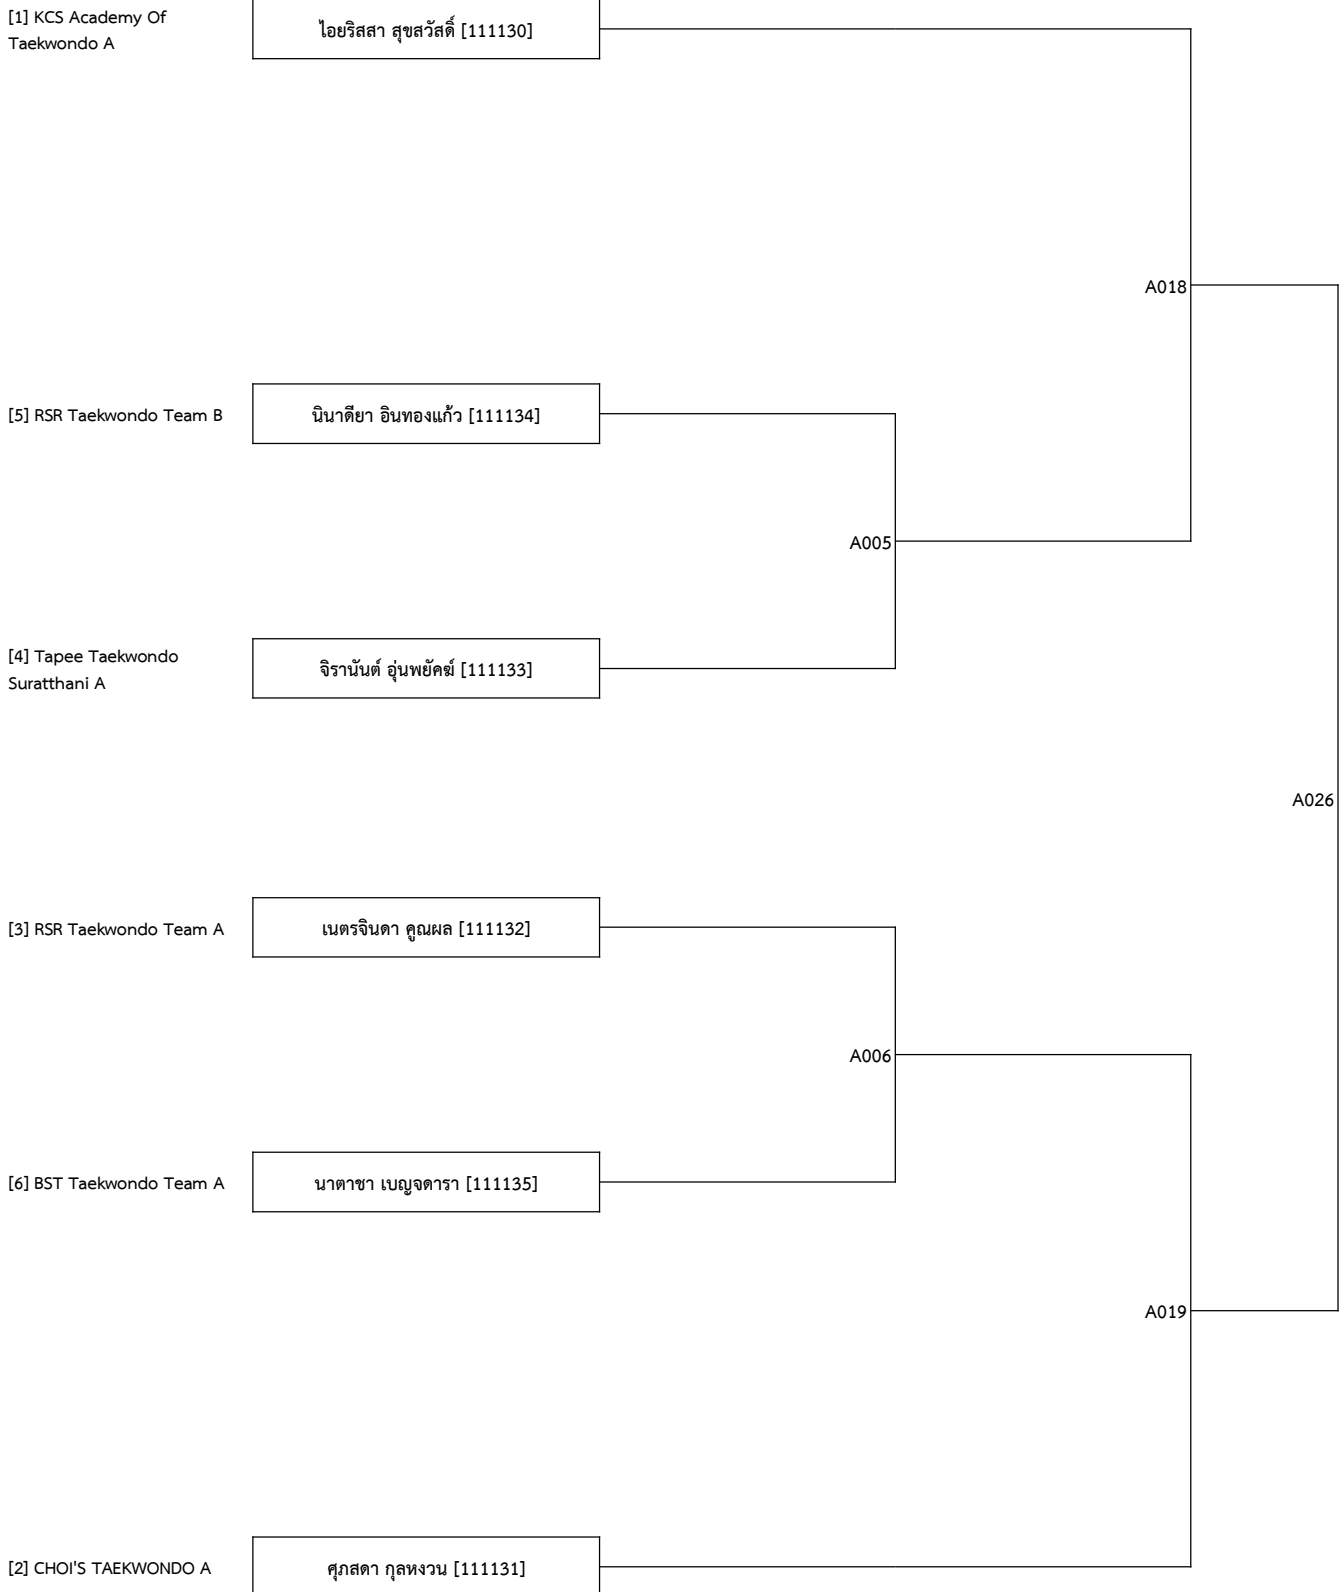 [1] KCS Academy Of
Taekwondo A
ไอยริสสา สุขสวัสดิ์ [111130]
A018
[5] RSR Taekwondo Team B
นินาดียา อินทองแก้ว [111134]
A005
[4] Tapee Taekwondo
Suratthani A
จิรานันต์ อุ่นพยัคฆ์ [111133]
A026
[3] RSR Taekwondo Team A
เนตรจินดา คูณผล [111132]
A006
[6] BST Taekwondo Team A
นาตาชา เบญจดารา [111135]
A019
[2] CHOI'S TAEKWONDO A
ศุภสดา กุลหงวน [111131]